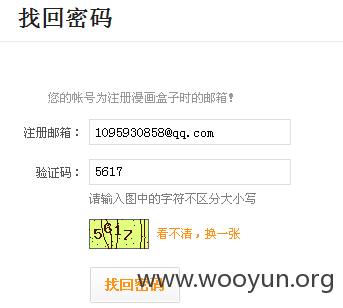 找回密码
您的帐号为注册漫画盒子时的邮箱!
注册邮箱: 1095930858@qq.com
验证码: 5617
请输入图中的字符不区分大小写
5617 看不清,换一张
找回密码
www.wooyun.org